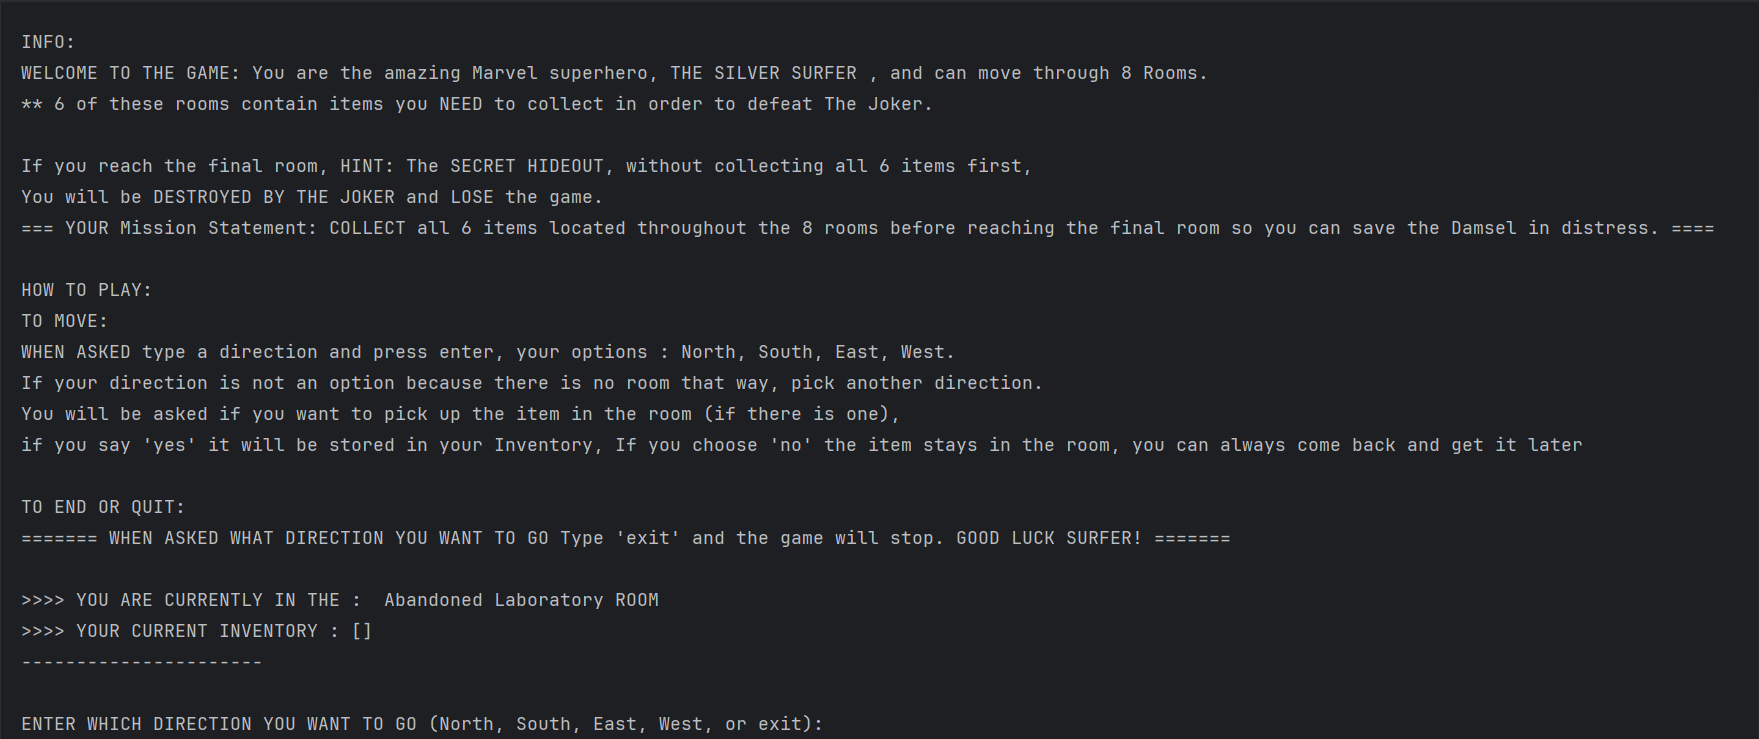 INFO:
WELCOME TO THE GAME: You are the amazing Marvel superhero, THE SILVER SURFER , and can move through 8 Rooms.
** 6 of these rooms contain items you NEED to collect in order to defeat The Joker.
If you reach the final room, HINT: The SECRET HIDEOUT, without collecting all 6 items first,
You will be DESTROYED BY THE JOKER and LOSE the game.
=== YOUR Mission Statement: COLLECT all 6 items located throughout the 8 rooms before reaching the final room so you can save the Damsel in distress. ====
HOW TO PLAY:
TO MOVE:
WHEN ASKED type a direction and press enter, your options : North, South, East, West.
If your direction is not an option because there is no room that way, pick another direction.
You will be asked if you want to pick up the item in the room (if there is one),
if you say 'yes' it will be stored in your Inventory, If you choose 'no' the item stays in the room, you can always come back and get it later
TO END OR QUIT:
======= WHEN ASKED WHAT DIRECTION YOU WANT TO GO Type 'exit' and the game will stop. GOOD LUCK SURFER! =======
>>>> YOU ARE CURRENTLY IN THE :  Abandoned Laboratory ROOM
>>>> YOUR CURRENT INVENTORY : []
----------------------
ENTER WHICH DIRECTION YOU WANT TO GO (North, South, East, West, or exit):